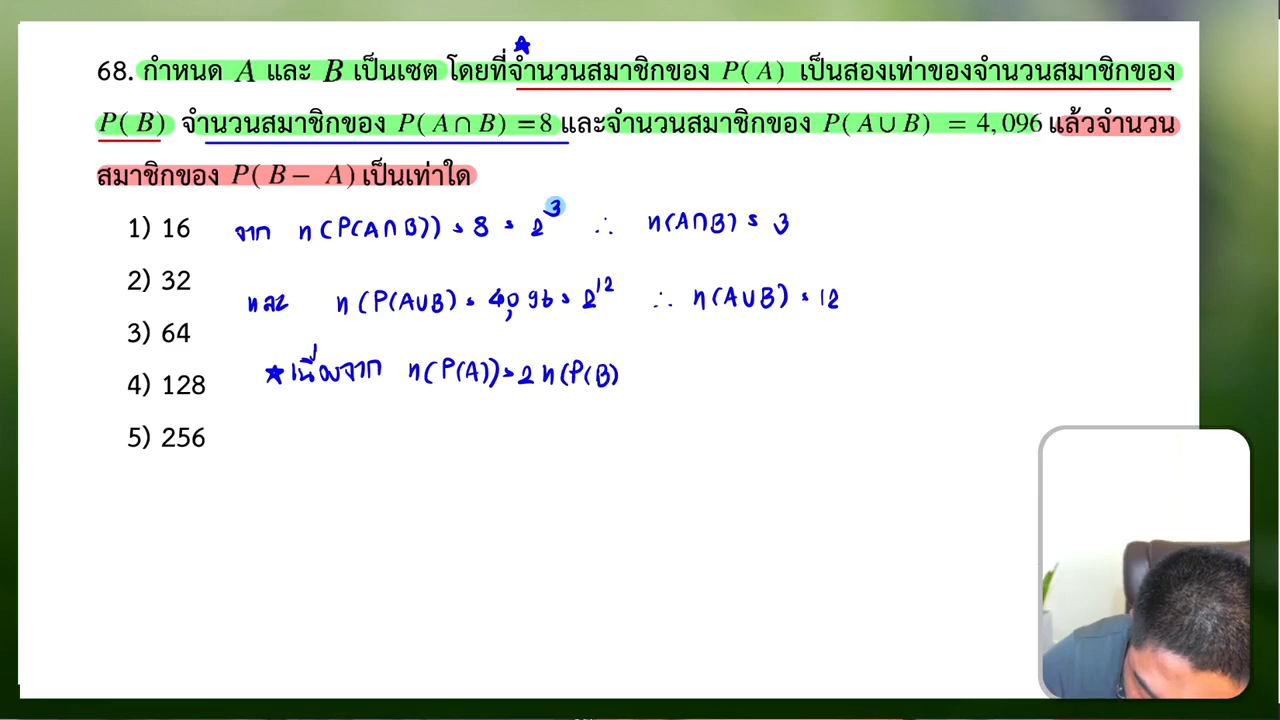 68. กำหนด A และ B เป็นเซต โดยที่จำนวนสมาชิกของ P(A) เป็นสองเท่าของจำนวนสมาชิกของ
P(B) จำนวนสมาชิกของ P(A∩B) = 8 และจำนวนสมาชิกของ P(A∪B) = 4,096 แล้วจำนวน
สมาชิกของ P(B − A) เป็นเท่าใด
1) 16
จาก n(P(A∩B)) = 8 = 2³ ∴ n(A∩B) = 3
2) 32
และ n(P(A∪B) = 4,096 = 2¹² ∴ n(A∪B) = 12
3) 64
★เนื่องจาก n(P(A)) = 2 n(P(B)
4) 128
5) 256